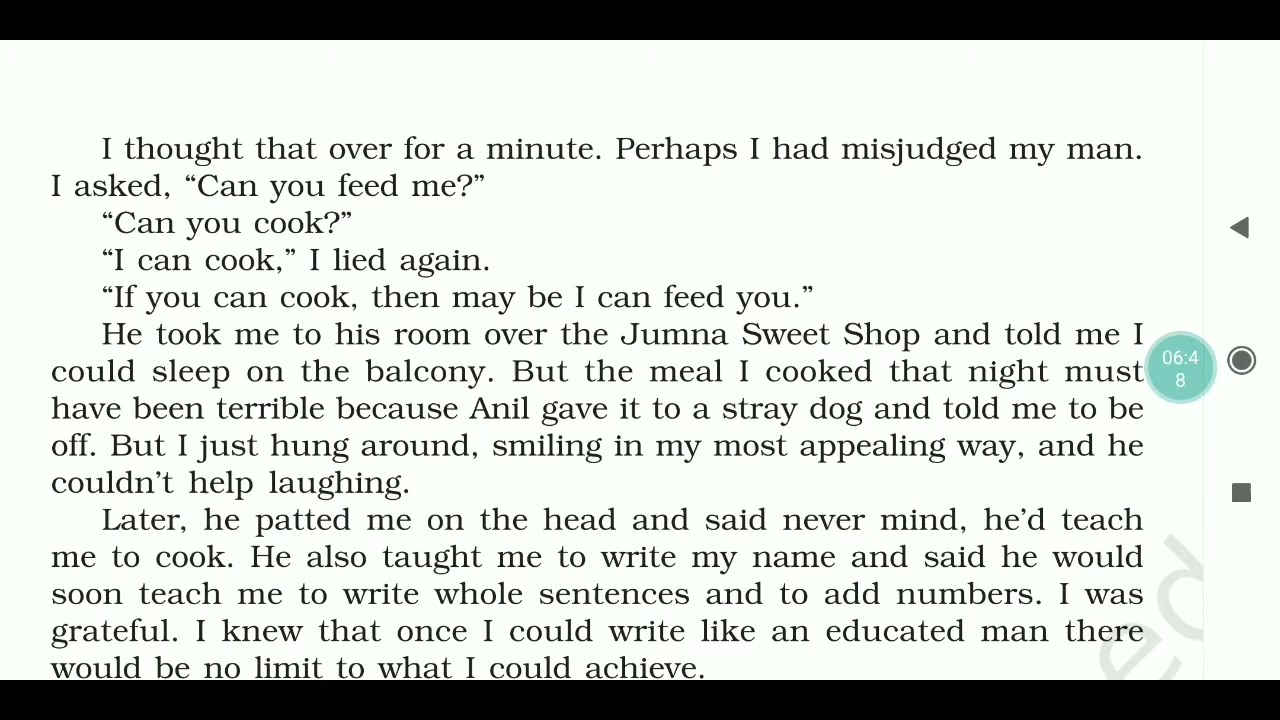 I thought that over for a minute. Perhaps I had misjudged my man.
I asked, “Can you feed me?”
“Can you cook?”
“I can cook,” I lied again.
“If you can cook, then may be I can feed you.”
He took me to his room over the Jumna Sweet Shop and told me I
could sleep on the balcony. But the meal I cooked that night must
have been terrible because Anil gave it to a stray dog and told me to be
off. But I just hung around, smiling in my most appealing way, and he
couldn’t help laughing.
Later, he patted me on the head and said never mind, he’d teach
me to cook. He also taught me to write my name and said he would
soon teach me to write whole sentences and to add numbers. I was
grateful. I knew that once I could write like an educated man there
would be no limit to what I could achieve.
06:4
8
ed